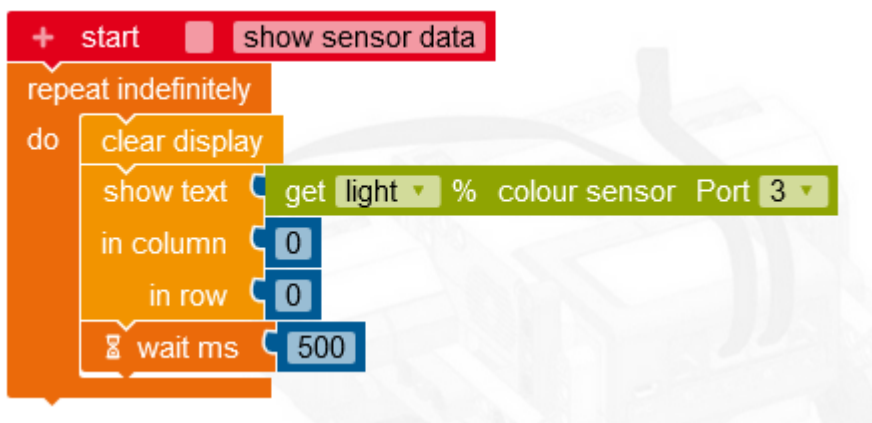 + start show sensor data
repeat indefinitely
do clear display
show text get light % colour sensor Port 3
in column 0
in row 0
wait ms 500